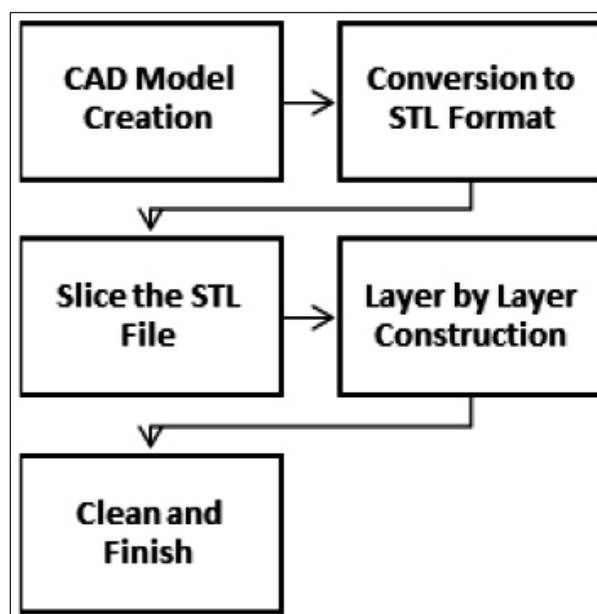 CAD Model
Creation
Conversion to
STL Format
Slice the STL
File
Layer by Layer
Construction
Clean and
Finish